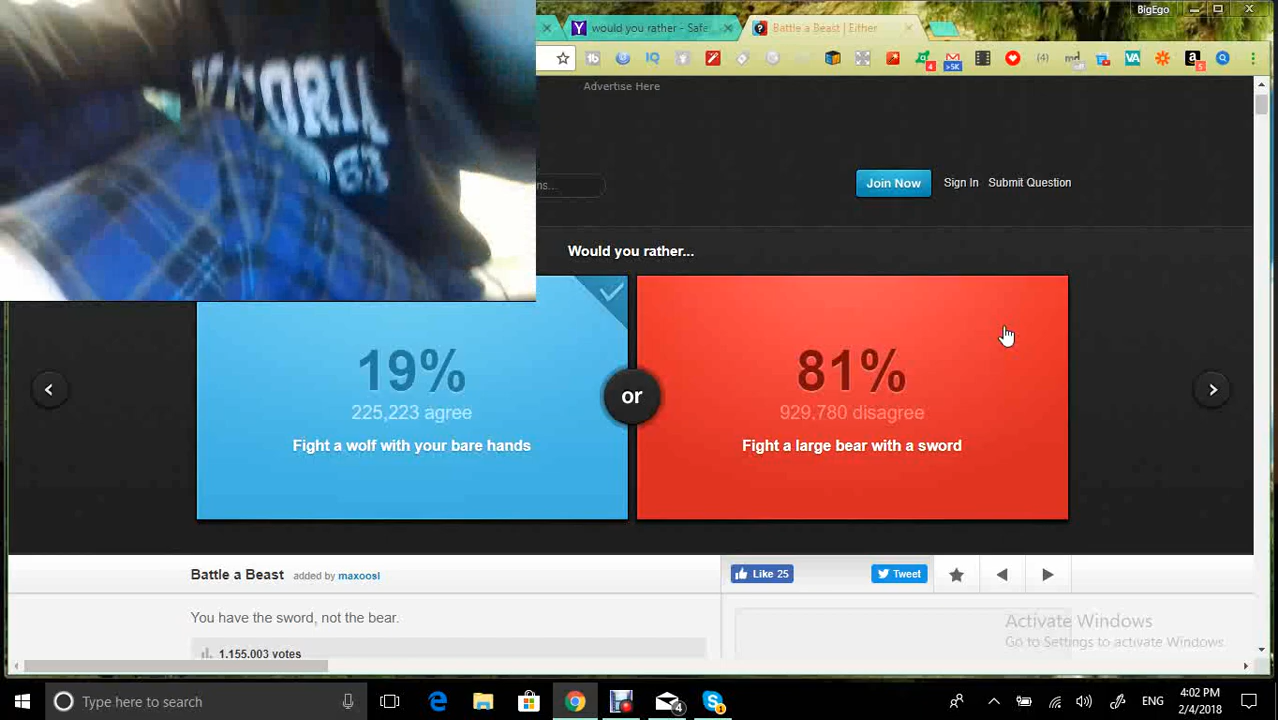 BigEgo
would you rather - Safe
Battle a Beast | Either
Advertise Here
ns...
Join Now
Sign In
Submit Question
Would you rather...
19%
225,223 agree
Fight a wolf with your bare hands
or
81%
929,780 disagree
Fight a large bear with a sword
Battle a Beast added by maxoosi
Like 25
Tweet
You have the sword, not the bear.
1,155,003 votes
Activate Windows
Go to Settings to activate Windows.
Type here to search
ENG
4:02 PM
2/4/2018